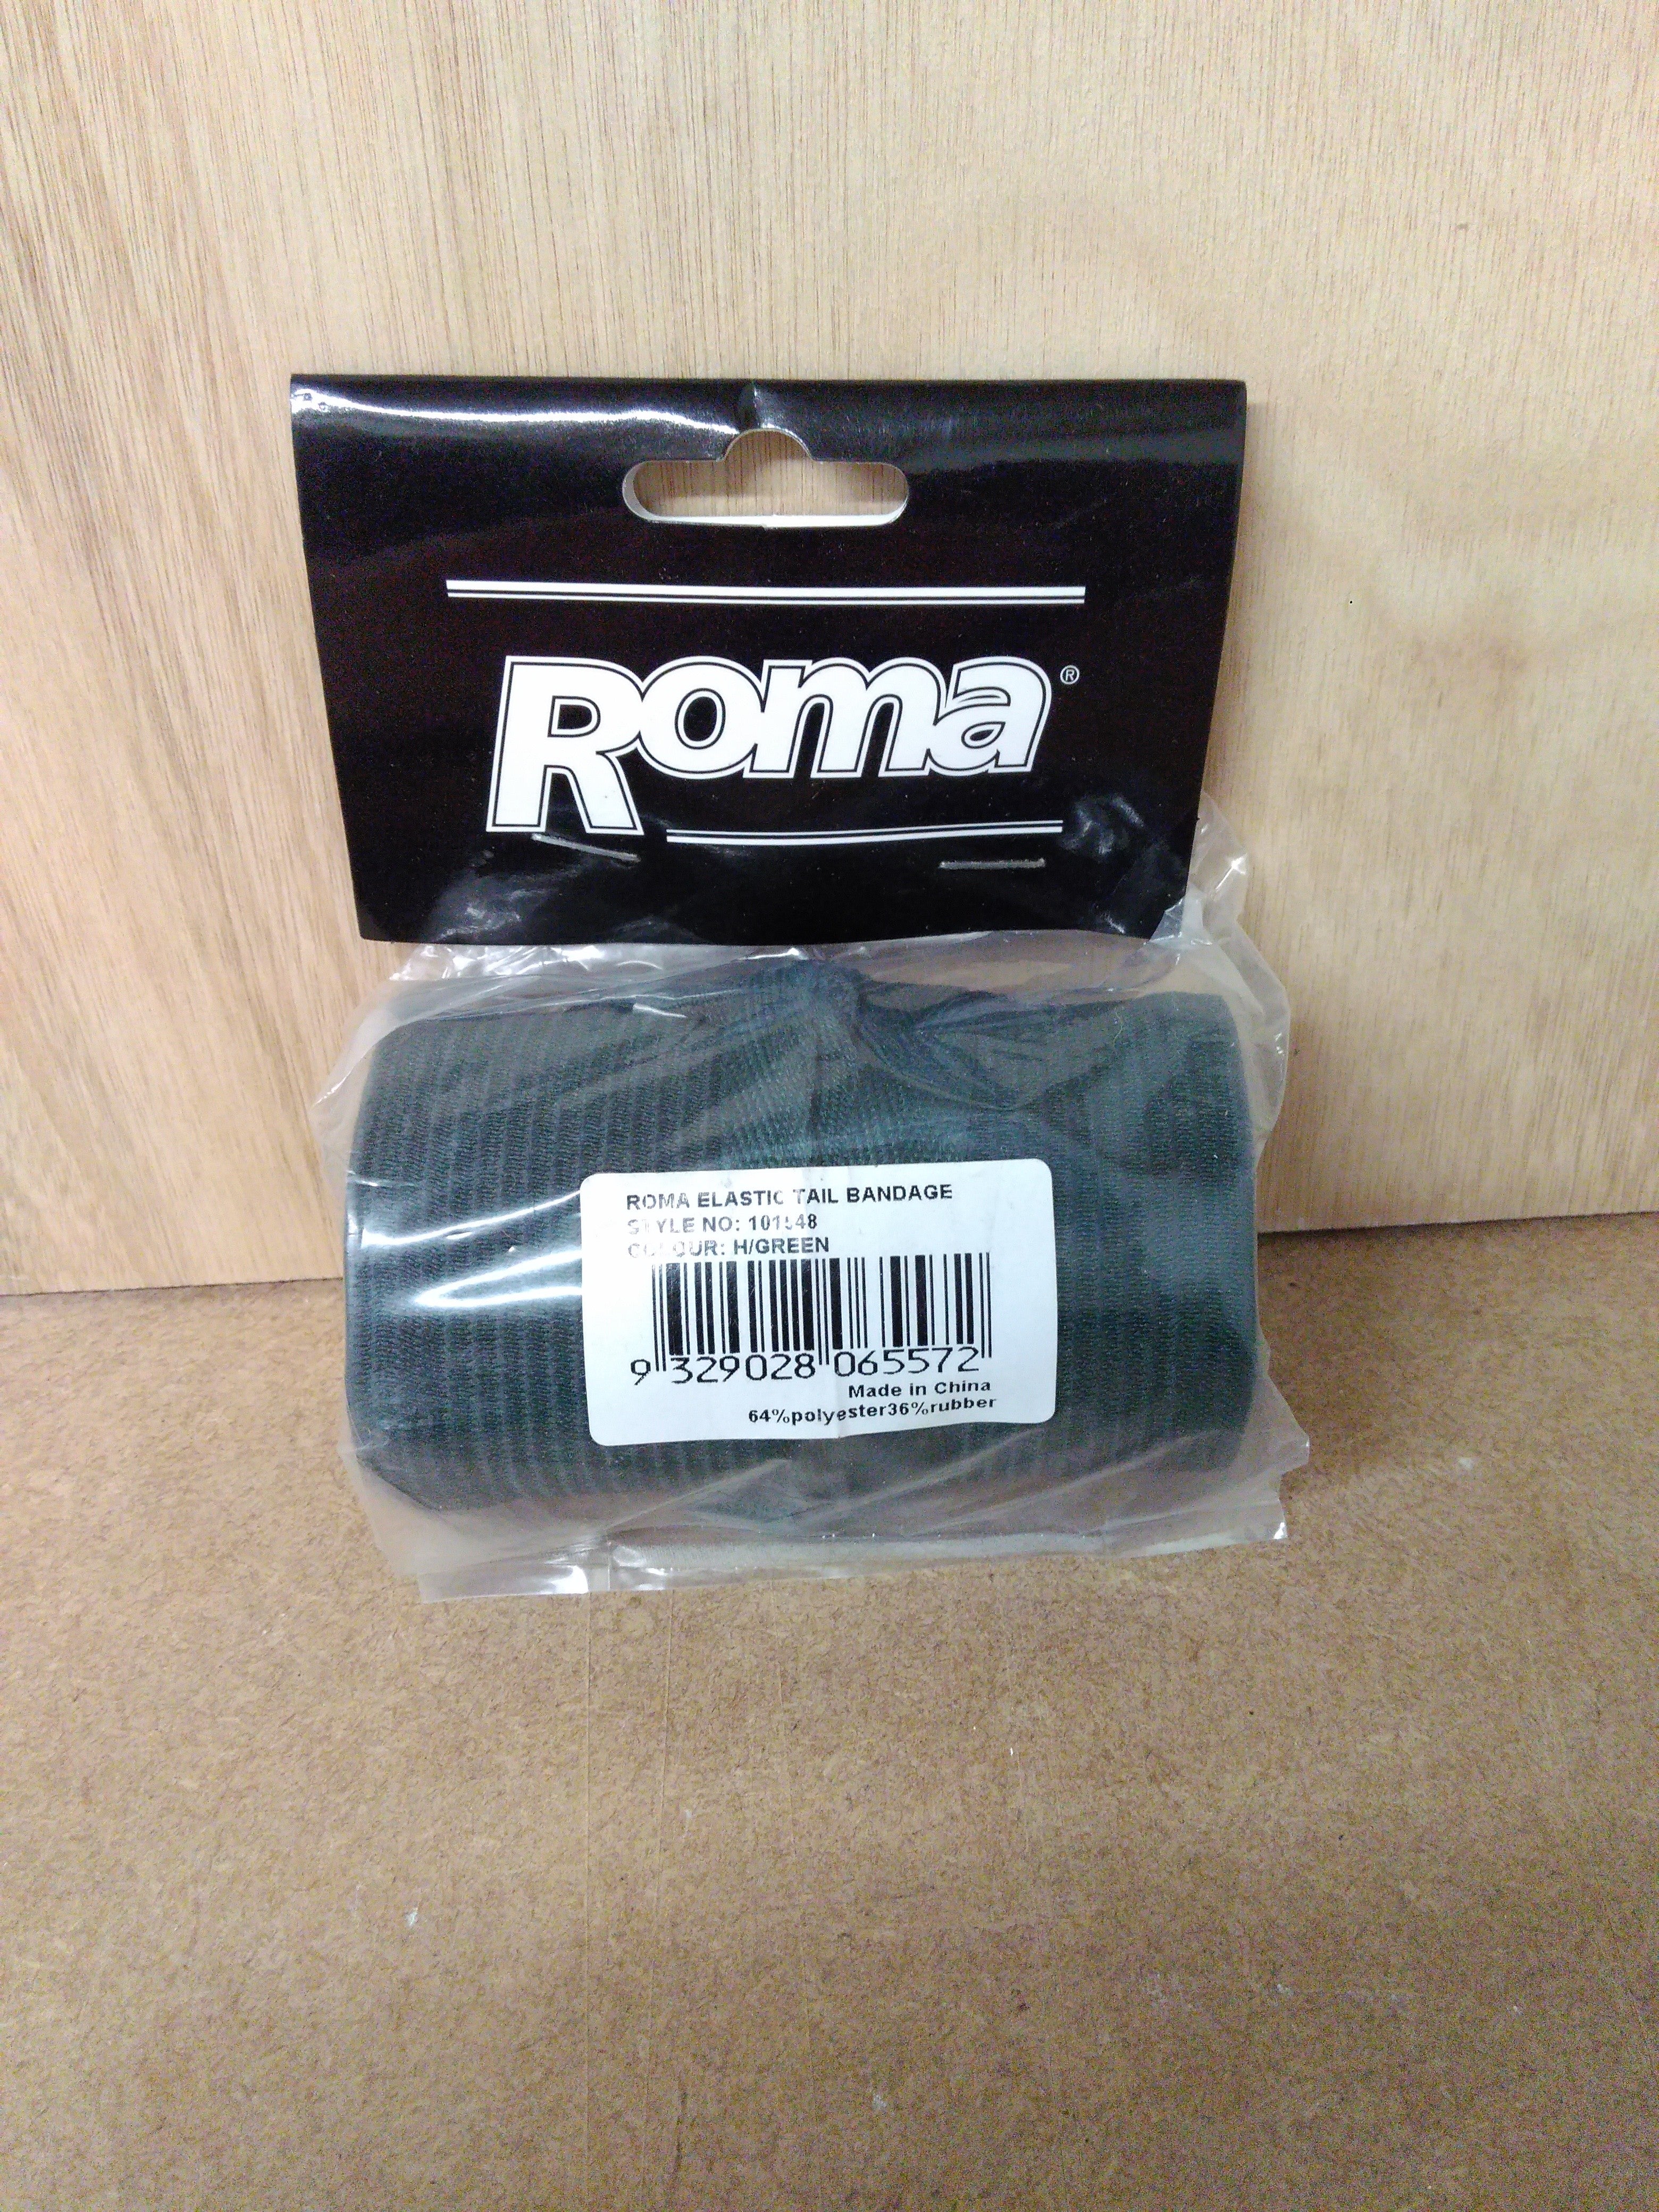 Roma®
ROMA ELASTIC TAIL BANDAGE
STYLE NO: 101548
COLOUR: H/GREEN
9 329028 065572
Made in China
64%polyester36%rubber